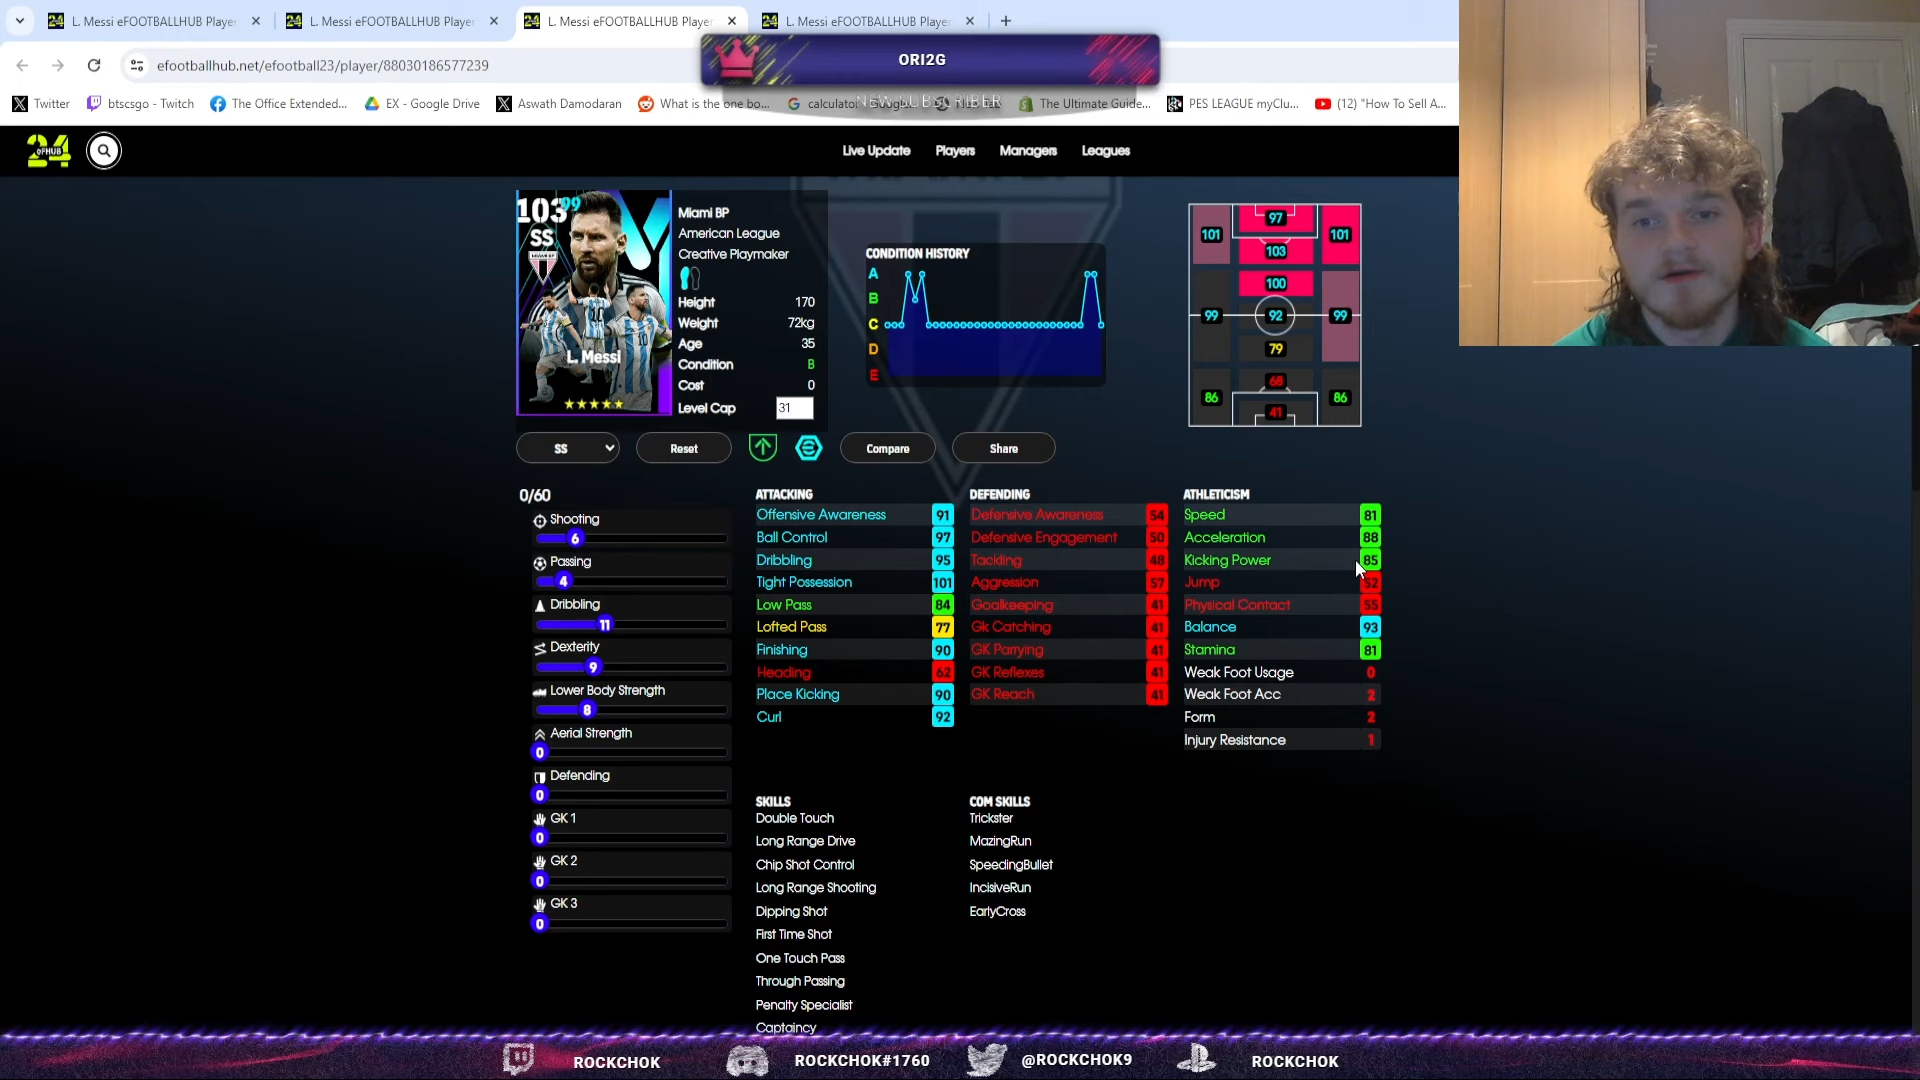 L. Messi eFOOTBALLHUB Player
L. Messi eFOOTBALLHUB Player
L. Messi eFOOTBALLHUB Player
L. Messi eFOOTBALLHUB Player
efootballhub.net/efootball23/player/88030186577239
ORI2G
NEW SUBSCRIBER
Twitter
btscsgo - Twitch
The Office Extended...
EX - Google Drive
Aswath Damodaran
What is the one bo...
The Ultimate Guide...
PES LEAGUE myClu...
(12) "How To Sell A...
24
eFHUB
Live Update
Players
Managers
Leagues
103 99
SS
MIAMI BP
L. Messi
★★★★★
Miami BP
American League
Creative Playmaker
Height 170
Weight 72kg
Age 35
Condition B
Cost 0
Level Cap 31
CONDITION HISTORY
A
B
C
D
E
97
101 101
103
100
99 92 99
79
68
86 86
41
SS
Reset
Compare
Share
0/60
Shooting
6
Passing
4
Dribbling
11
Dexterity
9
Lower Body Strength
8
Aerial Strength
0
Defending
0
GK 1
0
GK 2
0
GK 3
0
ATTACKING
Offensive Awareness 91
Ball Control 97
Dribbling 95
Tight Possession 101
Low Pass 84
Lofted Pass 77
Finishing 90
Heading 62
Place Kicking 90
Curl 92
DEFENDING
Defensive Awareness 54
Defensive Engagement 50
Tackling 48
Aggression 57
Goalkeeping 41
Gk Catching 41
GK Parrying 41
GK Reflexes 41
GK Reach 41
ATHLETICISM
Speed 81
Acceleration 88
Kicking Power 85
Jump 52
Physical Contact 55
Balance 93
Stamina 81
Weak Foot Usage 0
Weak Foot Acc 2
Form 2
Injury Resistance 1
SKILLS
Double Touch
Long Range Drive
Chip Shot Control
Long Range Shooting
Dipping Shot
First Time Shot
One Touch Pass
Through Passing
Penalty Specialist
Captaincy
COM SKILLS
Trickster
MazingRun
SpeedingBullet
IncisiveRun
EarlyCross
ROCKCHOK
ROCKCHOK#1760
@ROCKCHOK9
ROCKCHOK